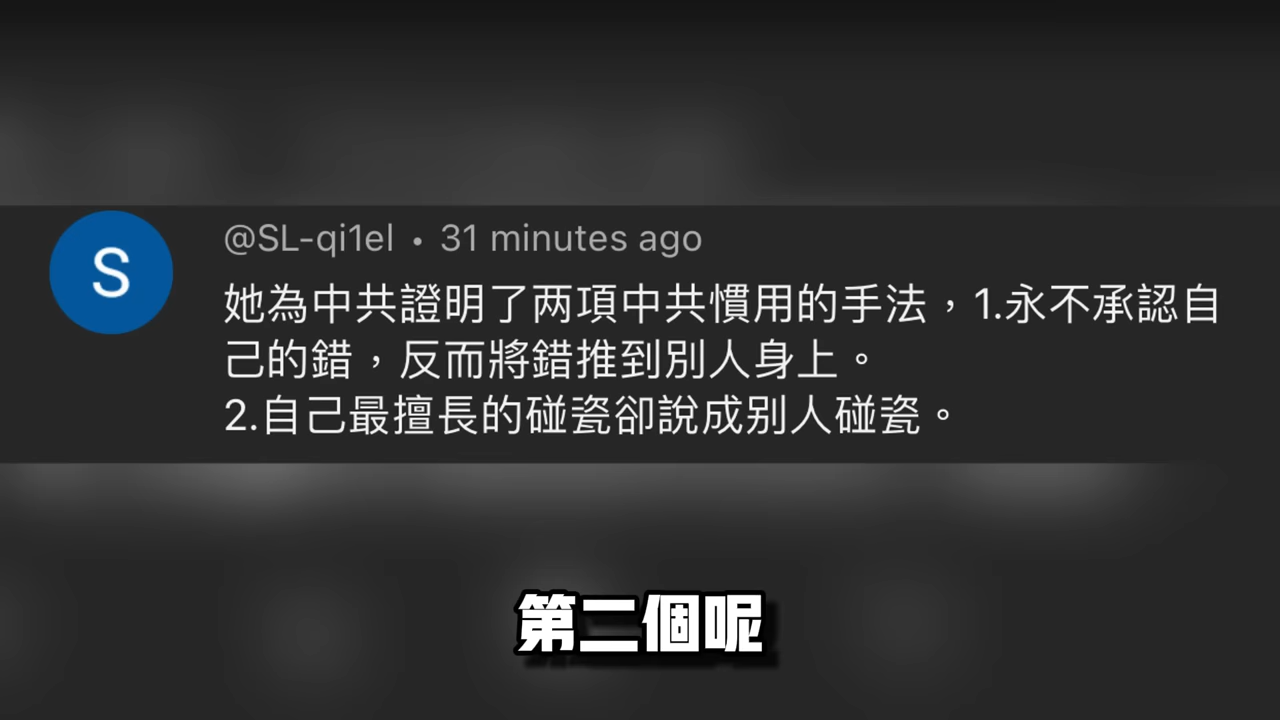 S
@SL-qi1el • 31 minutes ago
她為中共證明了两項中共慣用的手法，1.永不承認自
己的錯，反而將錯推到別人身上。
2.自己最擅長的碰瓷卻說成别人碰瓷。
第二個呢